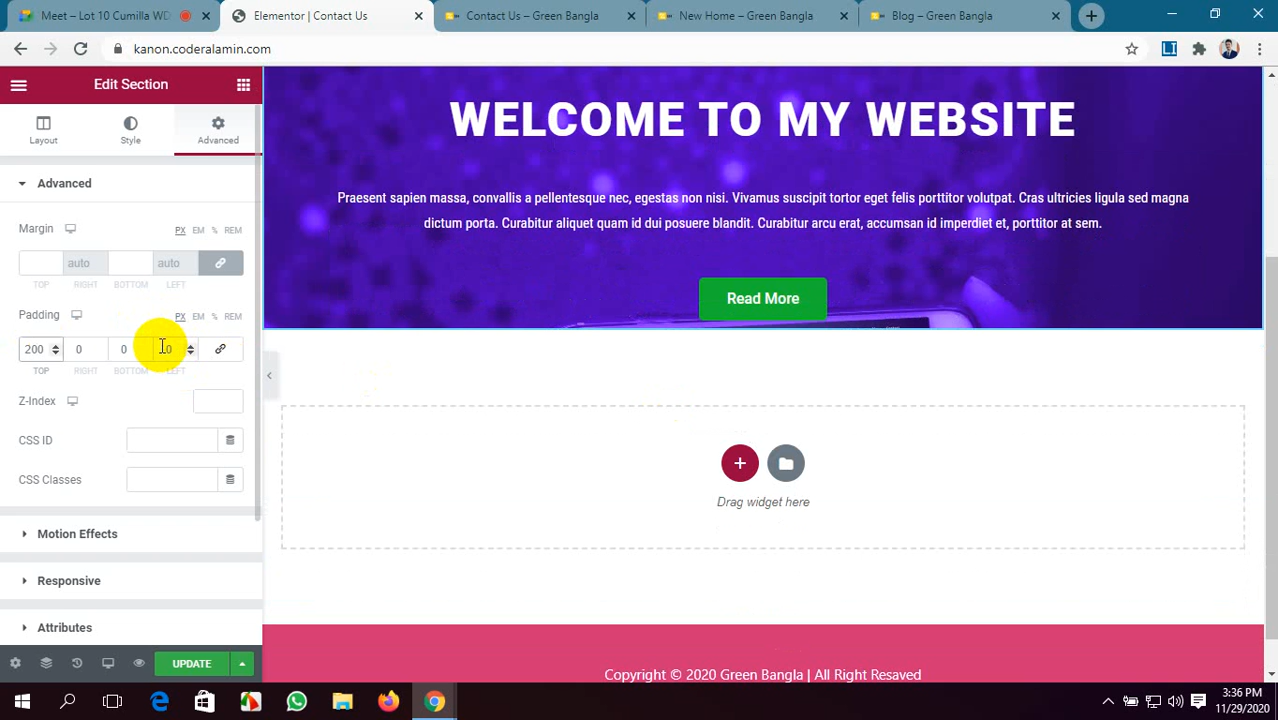 Meet – Lot 10 Cumilla WD
Elementor | Contact Us
Contact Us – Green Bangla
New Home – Green Bangla
Blog – Green Bangla
kanon.coderalamin.com
Edit Section
Layout
Style
Advanced
Advanced
Margin
PX EM % REM
auto auto
TOP RIGHT BOTTOM LEFT
Padding
PX EM % REM
200 0 0 0
TOP RIGHT BOTTOM LEFT
Z-Index
CSS ID
CSS Classes
Motion Effects
Responsive
Attributes
UPDATE
WELCOME TO MY WEBSITE
Praesent sapien massa, convallis a pellentesque nec, egestas non nisi. Vivamus suscipit tortor eget felis porttitor volutpat. Cras ultricies ligula sed magna
dictum porta. Curabitur aliquet quam id dui posuere blandit. Curabitur arcu erat, accumsan id imperdiet et, porttitor at sem.
Read More
Drag widget here
Copyright © 2020 Green Bangla | All Right Resaved
3:36 PM
11/29/2020